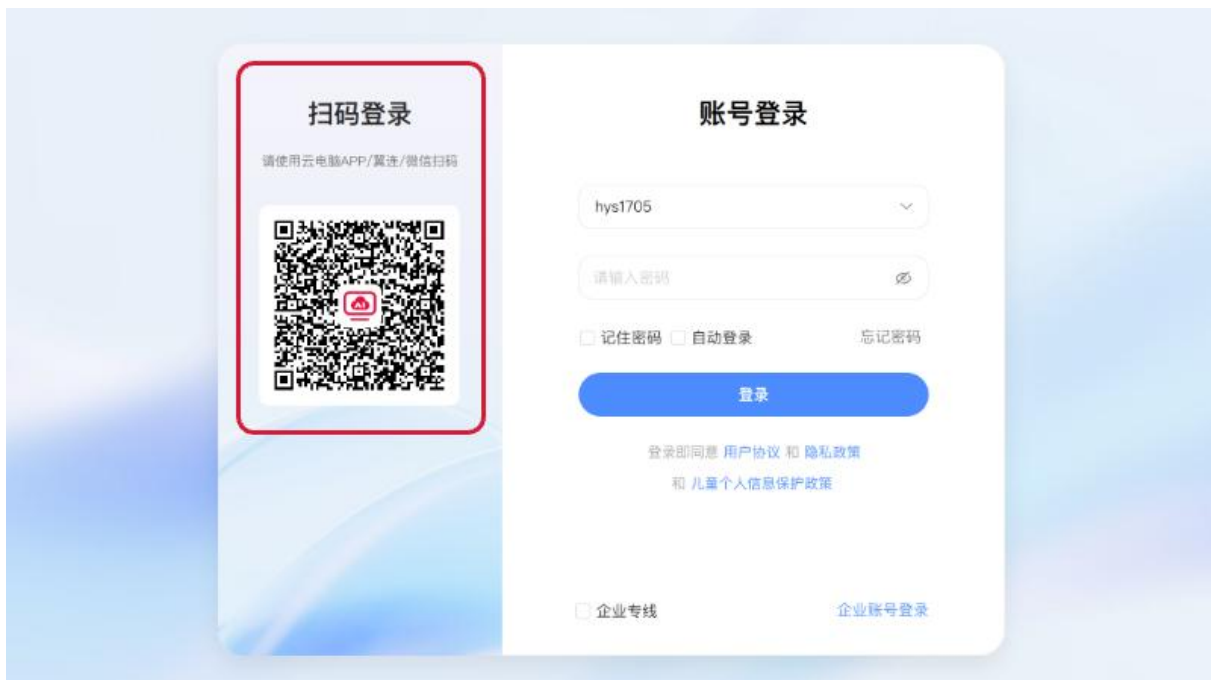 扫码登录
请使用云电脑APP/翼连/微信扫码
AI
账号登录
hys1705
请输入密码
记住密码 自动登录 忘记密码
登录
登录即同意 用户协议 和 隐私政策
和 儿童个人信息保护政策
企业专线 企业账号登录